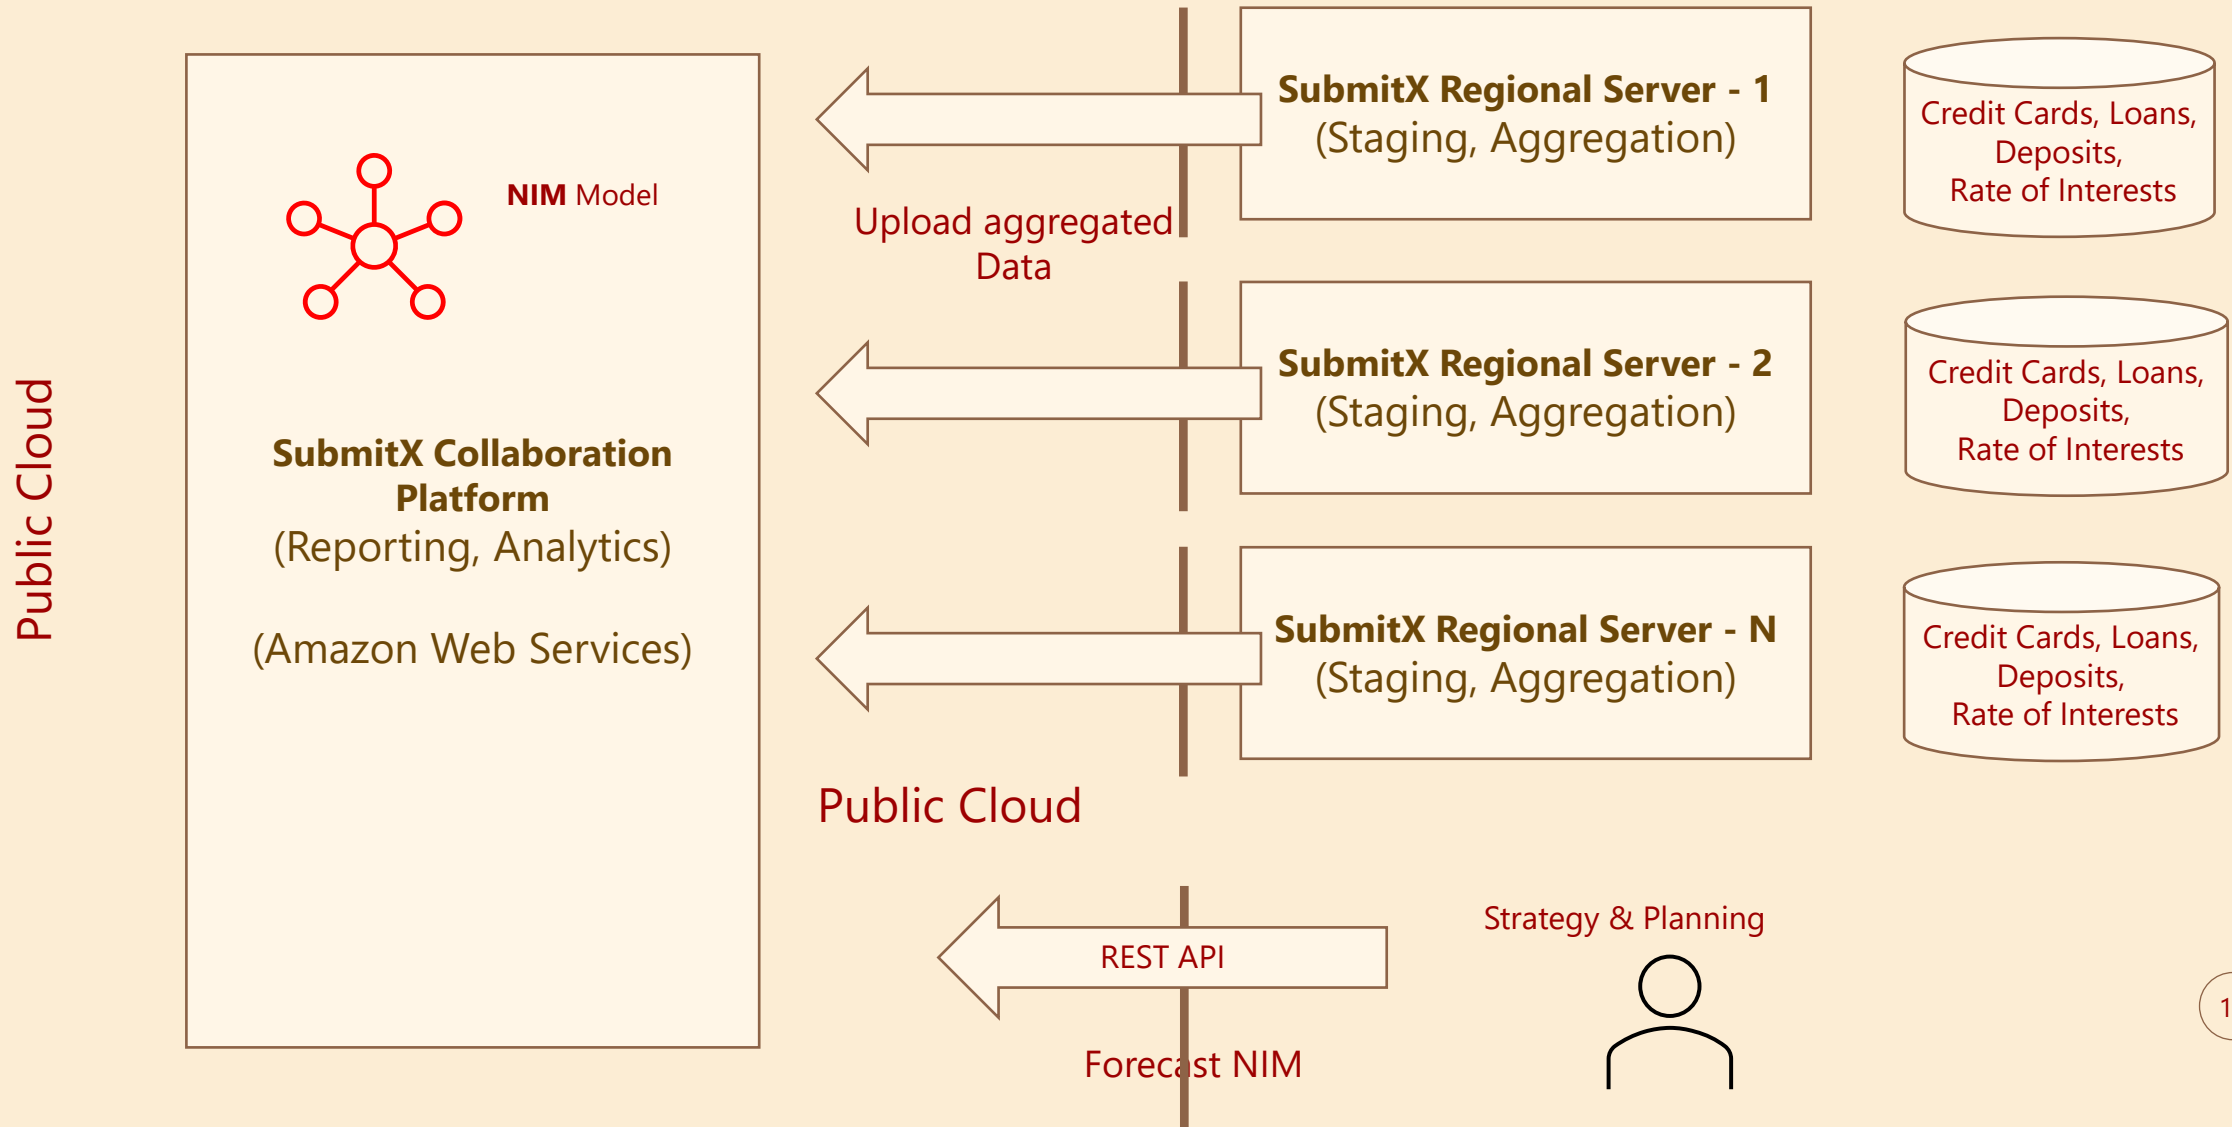 Public Cloud
NIM Model
SubmitX Collaboration
Platform
(Reporting, Analytics)
(Amazon Web Services)
Upload aggregated
Data
SubmitX Regional Server - 1
(Staging, Aggregation)
Credit Cards, Loans,
Deposits,
Rate of Interests
SubmitX Regional Server - 2
(Staging, Aggregation)
Credit Cards, Loans,
Deposits,
Rate of Interests
SubmitX Regional Server - N
(Staging, Aggregation)
Credit Cards, Loans,
Deposits,
Rate of Interests
Public Cloud
REST API
Forecast NIM
Strategy & Planning
1